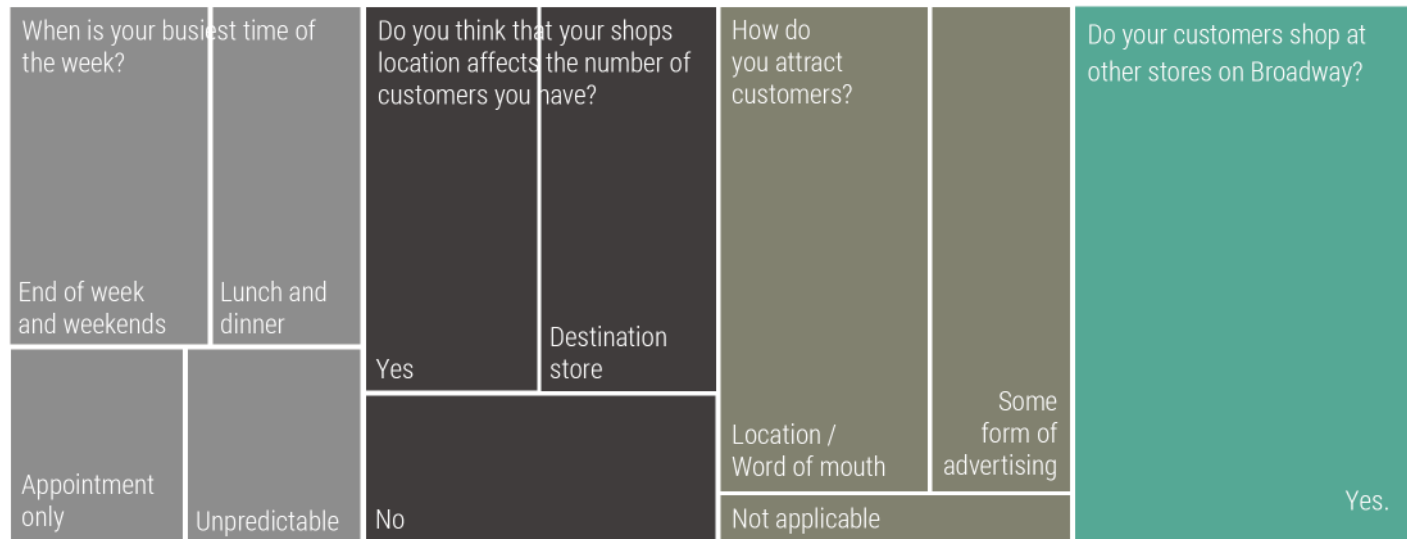 When is your busiest time of
the week?
End of week
and weekends
Lunch and
dinner
Appointment
only
Unpredictable
Do you think that your shops
location affects the number of
customers you have?
Yes
Destination
store
No
How do
you attract
customers?
Location /
Word of mouth
Some
form of
advertising
Not applicable
Do your customers shop at
other stores on Broadway?
Yes.